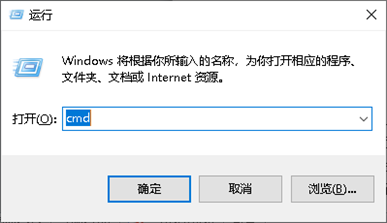 运行
Windows 将根据你所输入的名称，为你打开相应的程序、
文件夹、文档或 Internet 资源。
打开(O): cmd
确定 取消 浏览(B)...